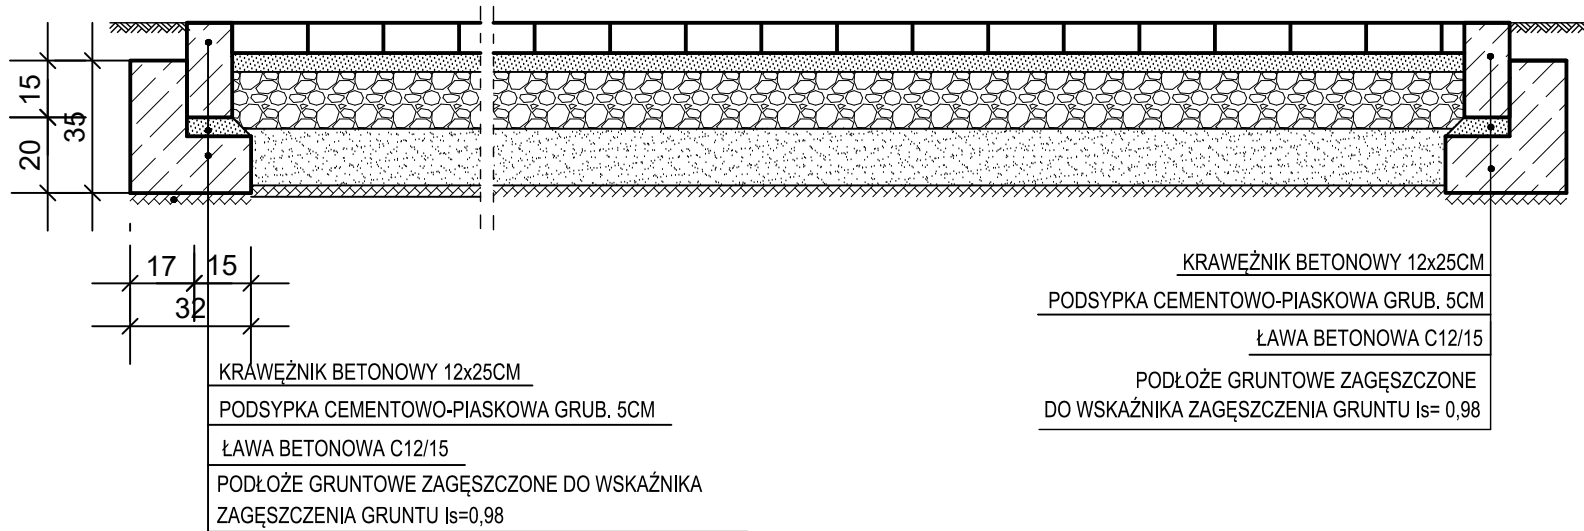 15
35
20
17
15
32
KRAWĘŻNIK BETONOWY 12x25CM
PODSYPKA CEMENTOWO-PIASKOWA GRUB. 5CM
ŁAWA BETONOWA C12/15
PODŁOŻE GRUNTOWE ZAGĘSZCZONE DO WSKAŹNIKA
ZAGĘSZCZENIA GRUNTU Is=0,98
KRAWĘŻNIK BETONOWY 12x25CM
PODSYPKA CEMENTOWO-PIASKOWA GRUB. 5CM
ŁAWA BETONOWA C12/15
PODŁOŻE GRUNTOWE ZAGĘSZCZONE
DO WSKAŹNIKA ZAGĘSZCZENIA GRUNTU Is= 0,98